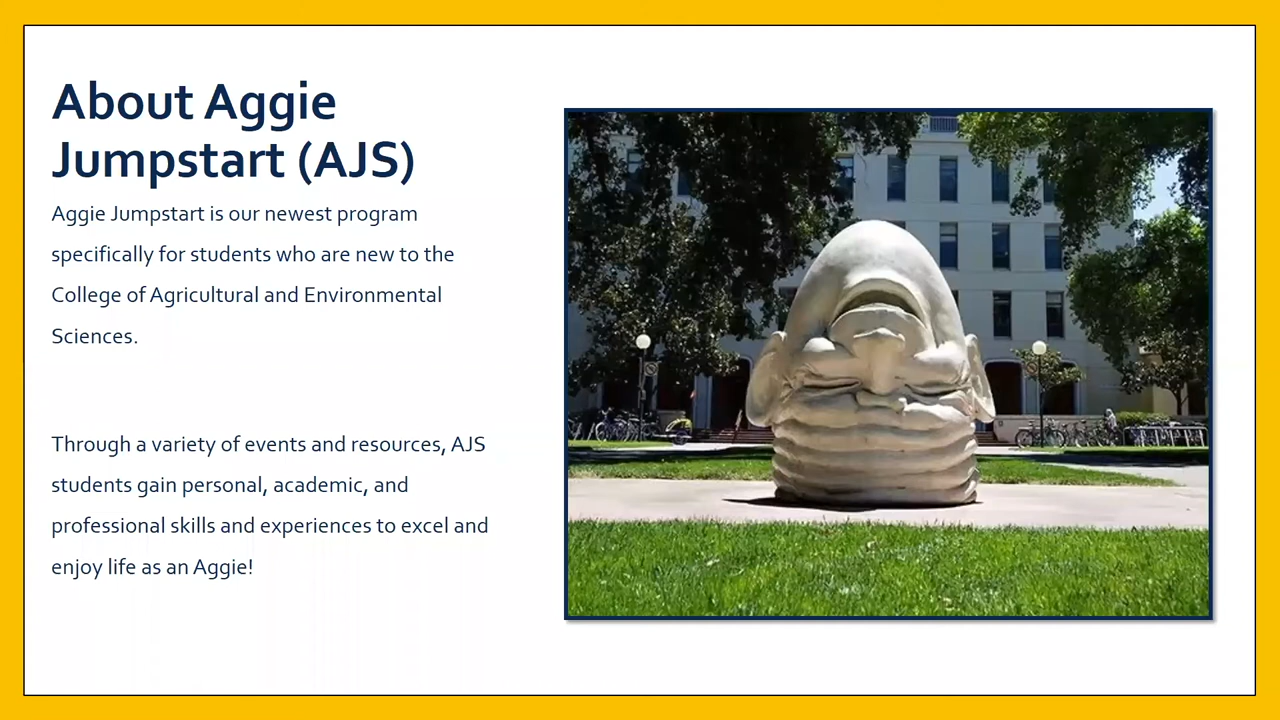 About Aggie
Jumpstart (AJS)
Aggie Jumpstart is our newest program
specifically for students who are new to the
College of Agricultural and Environmental
Sciences.
Through a variety of events and resources, AJS
students gain personal, academic, and
professional skills and experiences to excel and
enjoy life as an Aggie!